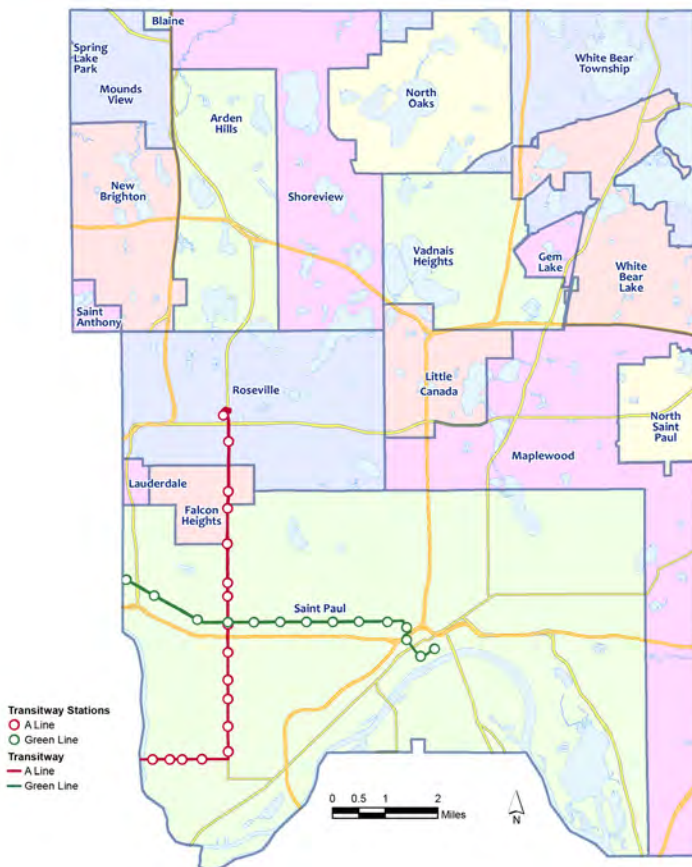 Blaine
Spring
Lake
Park
Mounds
View
White Bear
Township
North
Oaks
Arden
Hills
New
Brighton
Shoreview
Vadnais
Heights
Gem
Lake
White
Bear
Lake
Saint
Anthony
Roseville
Little
Canada
North
Saint
Paul
Maplewood
Lauderdale
Falcon
Heights
Saint Paul
Transitway Stations
A Line
Green Line
Transitway
A Line
Green Line
0 0.5 1 2
Miles
N